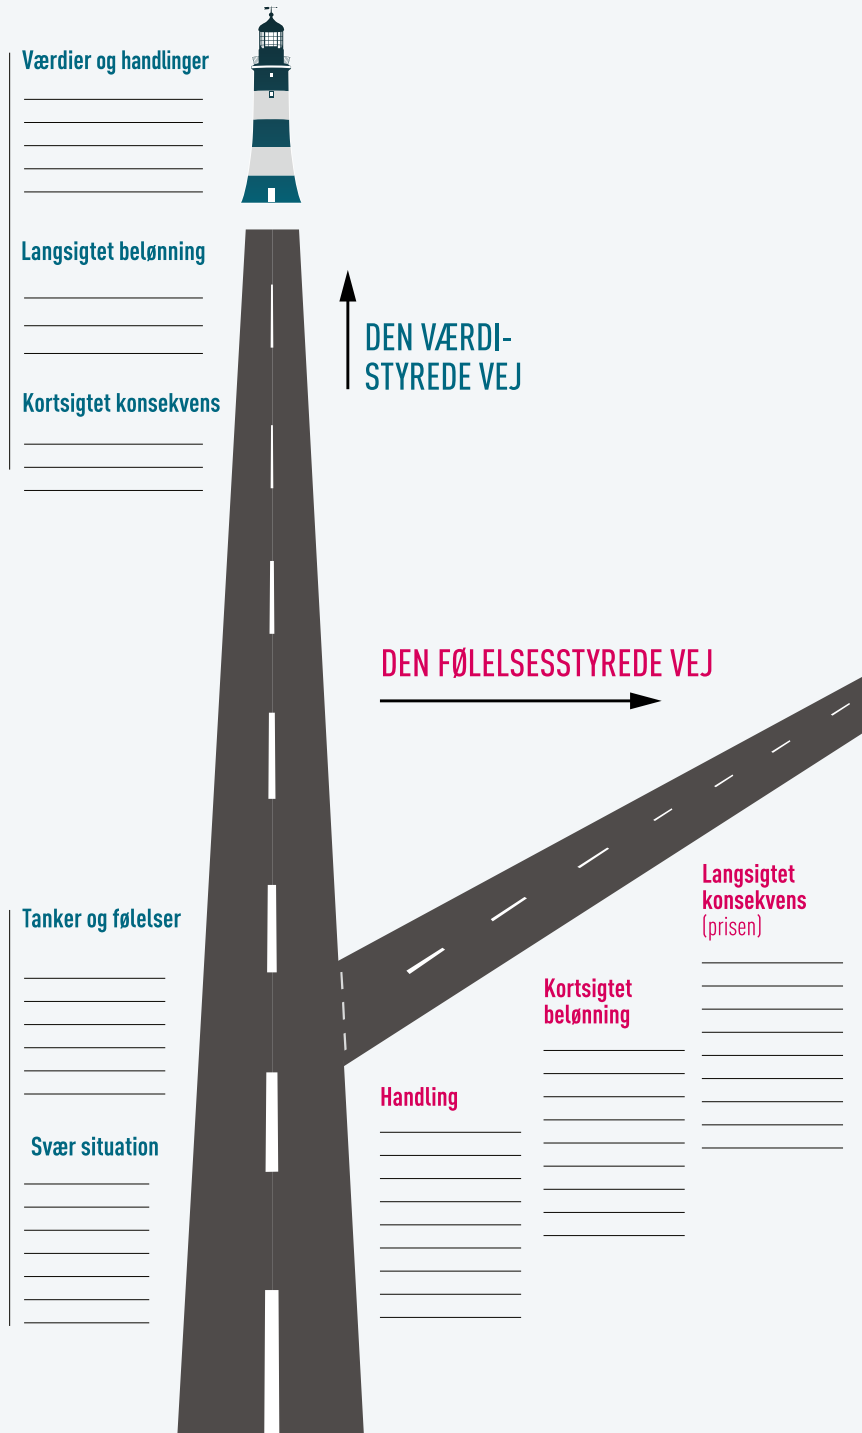 Værdier og handlinger
Langsigtet belønning
DEN VÆRDI-
STYREDE VEJ
Kortsigtet konsekvens
DEN FØLELSESSTYREDE VEJ
Tanker og følelser
Svær situation
Handling
Kortsigtet
belønning
Langsigtet
konsekvens
(prisen)